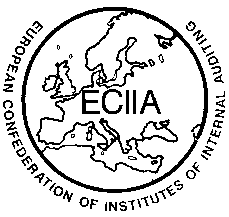 ECIIA
EUROPEAN CONFEDERATION OF INSTITUTES OF INTERNAL AUDITING